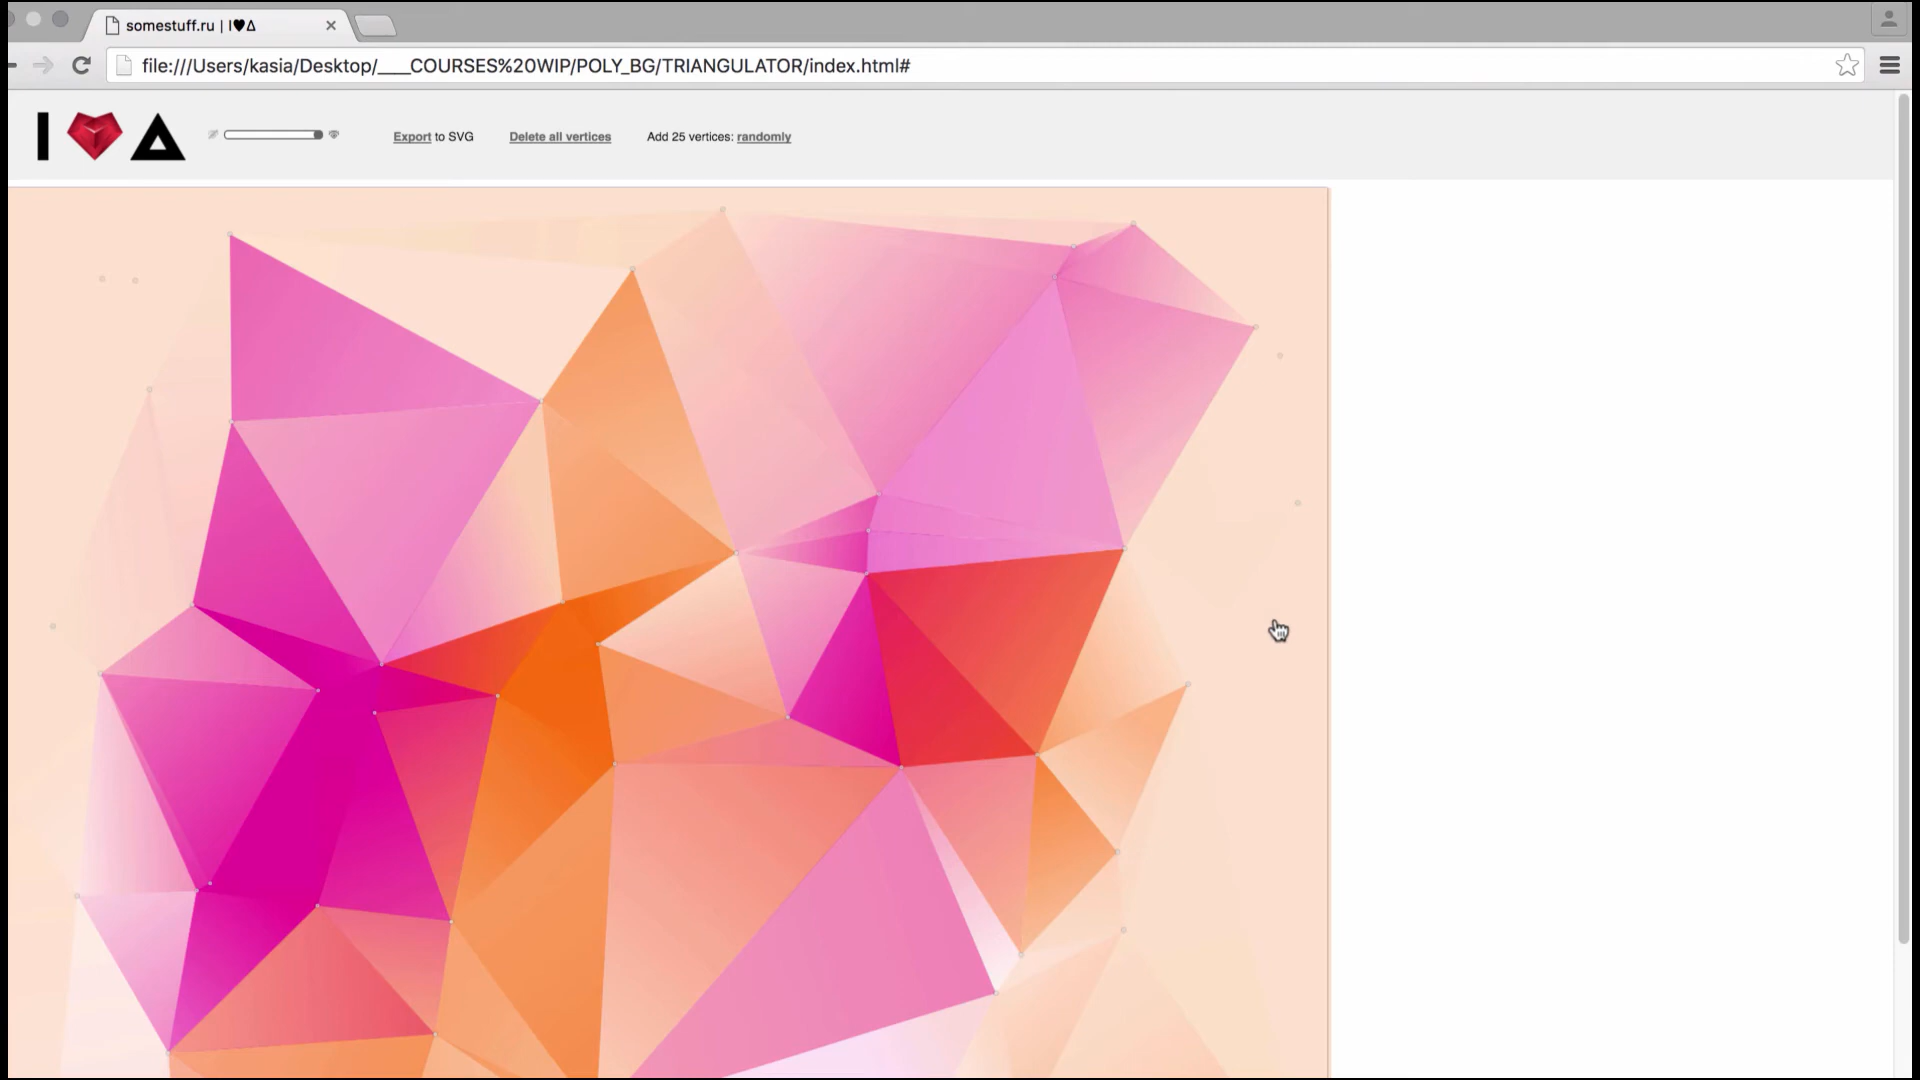 somestuff.ru | I♥Δ
file:///Users/kasia/Desktop/____COURSES%20WIP/POLY_BG/TRIANGULATOR/index.html#
I
Export to SVG
Delete all vertices
Add 25 vertices: randomly